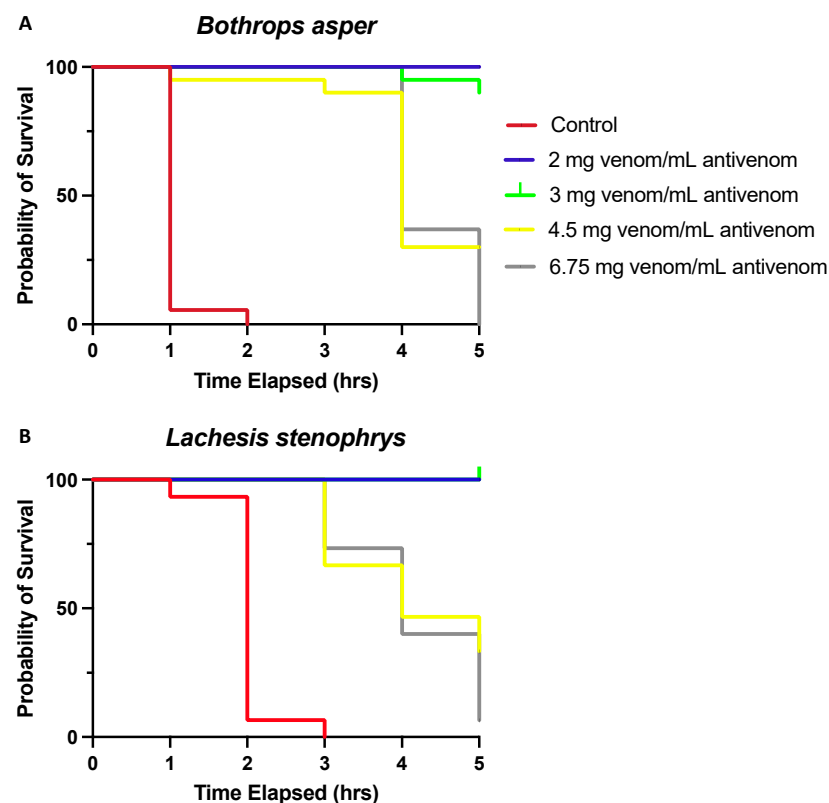 A
Bothrops asper
100
50
0
0 1 2 3 4 5
Probability of Survival
Time Elapsed (hrs)
Control
2 mg venom/mL antivenom
3 mg venom/mL antivenom
4.5 mg venom/mL antivenom
6.75 mg venom/mL antivenom
B
Lachesis stenophrys
100
50
0
0 1 2 3 4 5
Probability of Survival
Time Elapsed (hrs)